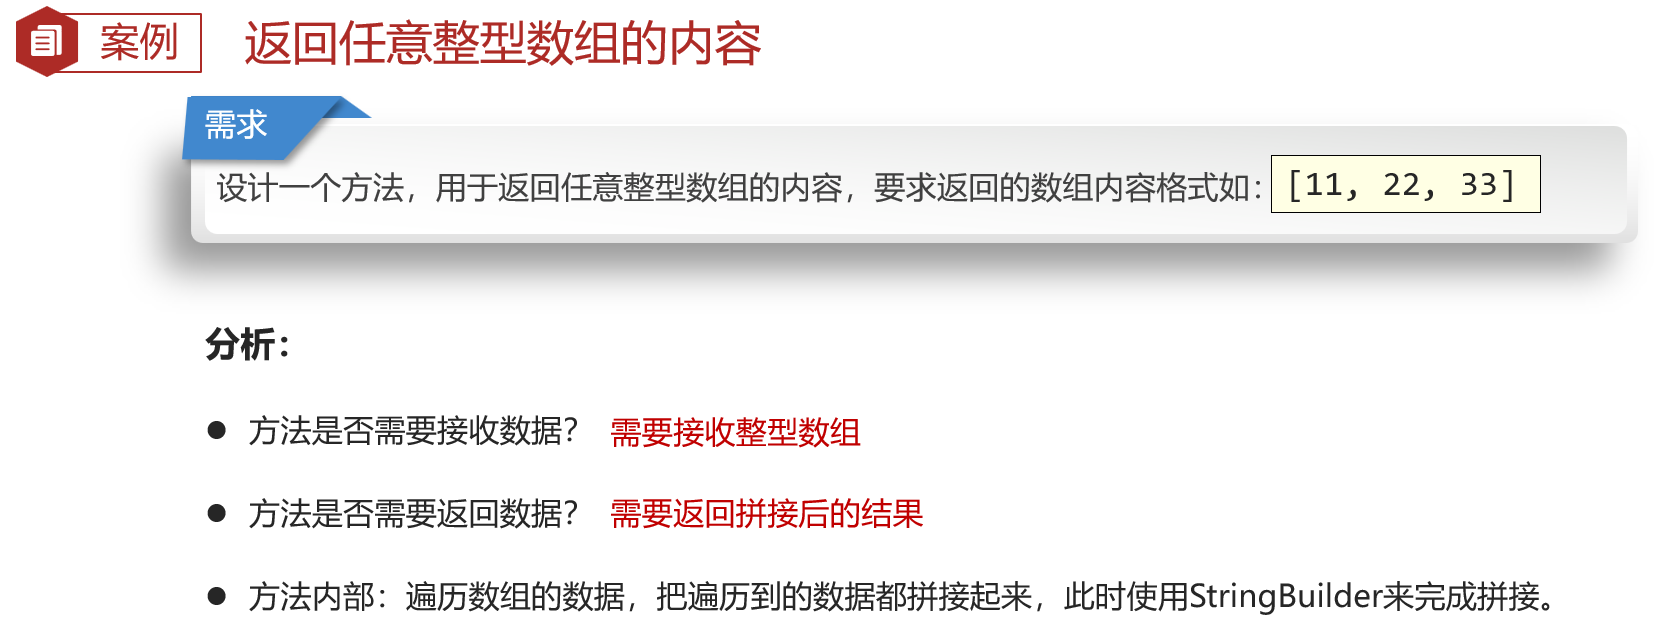 案例
返回任意整型数组的内容
需求
设计一个方法，用于返回任意整型数组的内容，要求返回的数组内容格式如：[11, 22, 33]
分析：
● 方法是否需要接收数据？ 需要接收整型数组
● 方法是否需要返回数据？ 需要返回拼接后的结果
● 方法内部：遍历数组的数据，把遍历到的数据都拼接起来，此时使用StringBuilder来完成拼接。